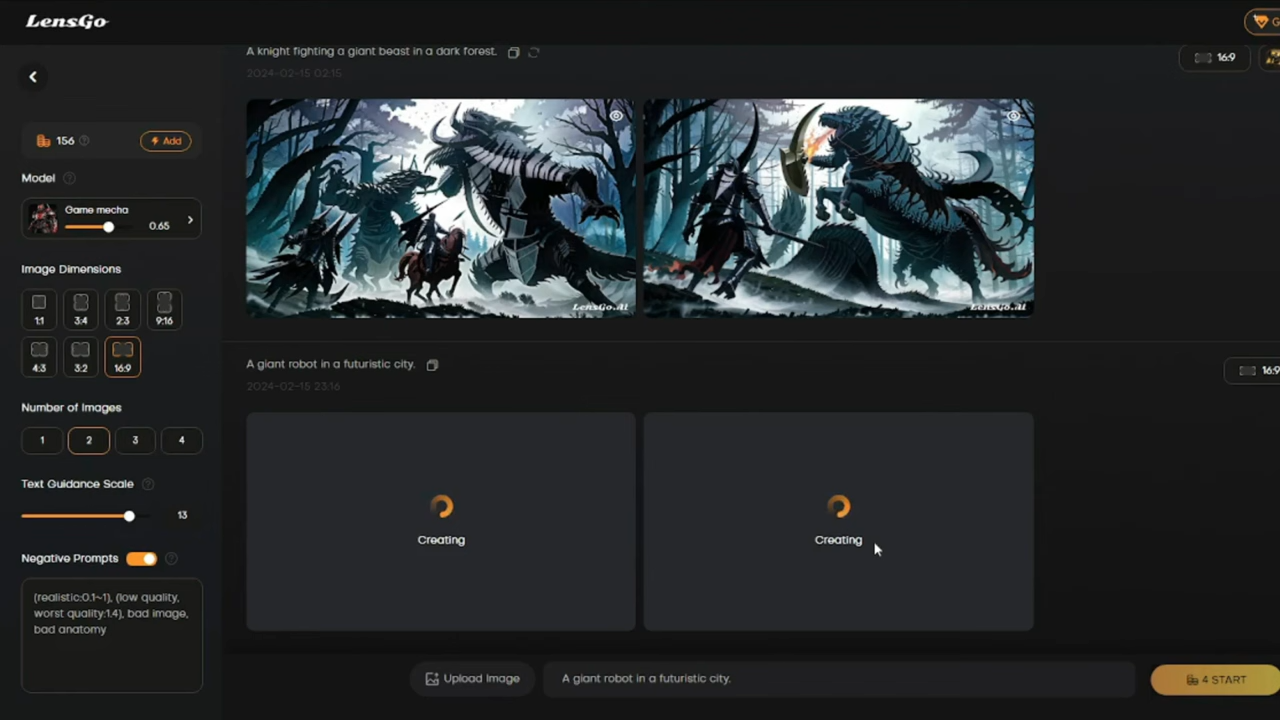 LensGo
G
A knight fighting a giant beast in a dark forest.
16:9
2024-02-15 02:15
156
Add
Model
Game mecha
0.65
LensGo.ai
LensGo.ai
Image Dimensions
1:1
3:4
2:3
9:16
4:3
3:2
16:9
A giant robot in a futuristic city.
16:9
2024-02-15 23:16
Number of Images
1
2
3
4
Text Guidance Scale
13
Creating
Creating
Negative Prompts
(realistic:0.1~1), (low quality,
worst quality:1.4), bad image,
bad anatomy
Upload Image
A giant robot in a futuristic city.
4 START